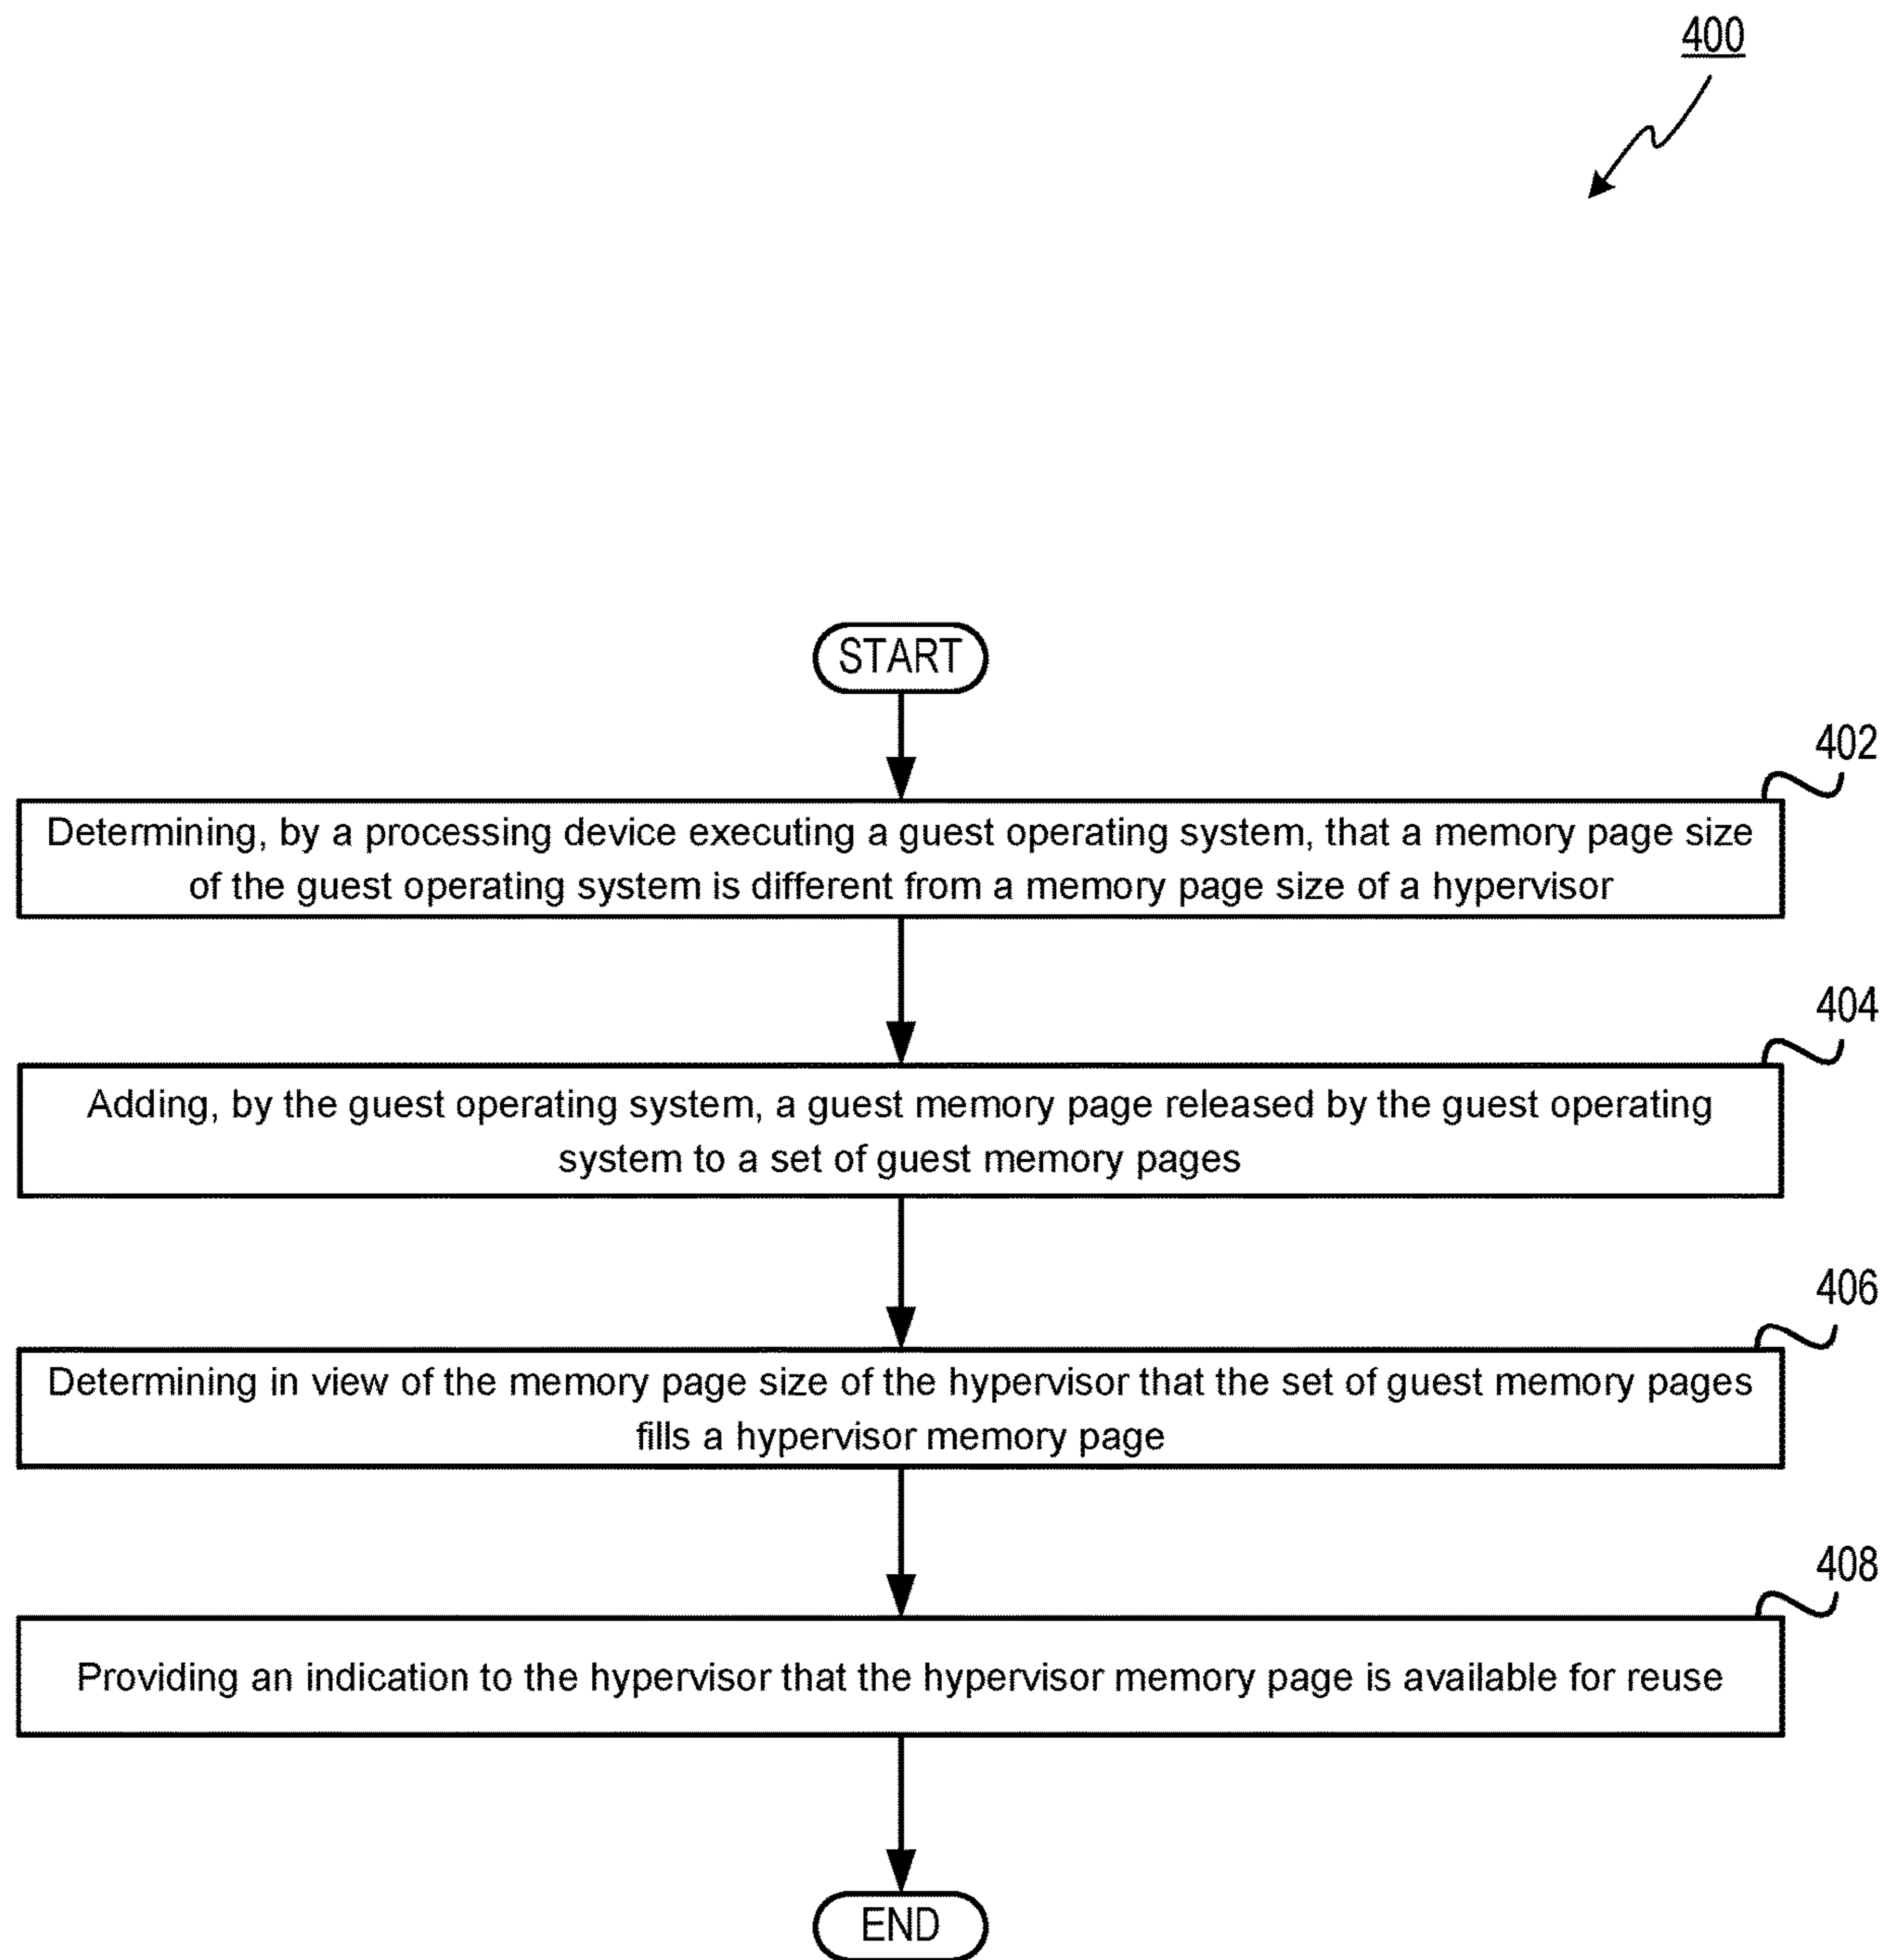 400
START
402
Determining, by a processing device executing a guest operating system, that a memory page size
of the guest operating system is different from a memory page size of a hypervisor
404
Adding, by the guest operating system, a guest memory page released by the guest operating
system to a set of guest memory pages
406
Determining in view of the memory page size of the hypervisor that the set of guest memory pages
fills a hypervisor memory page
408
Providing an indication to the hypervisor that the hypervisor memory page is available for reuse
END